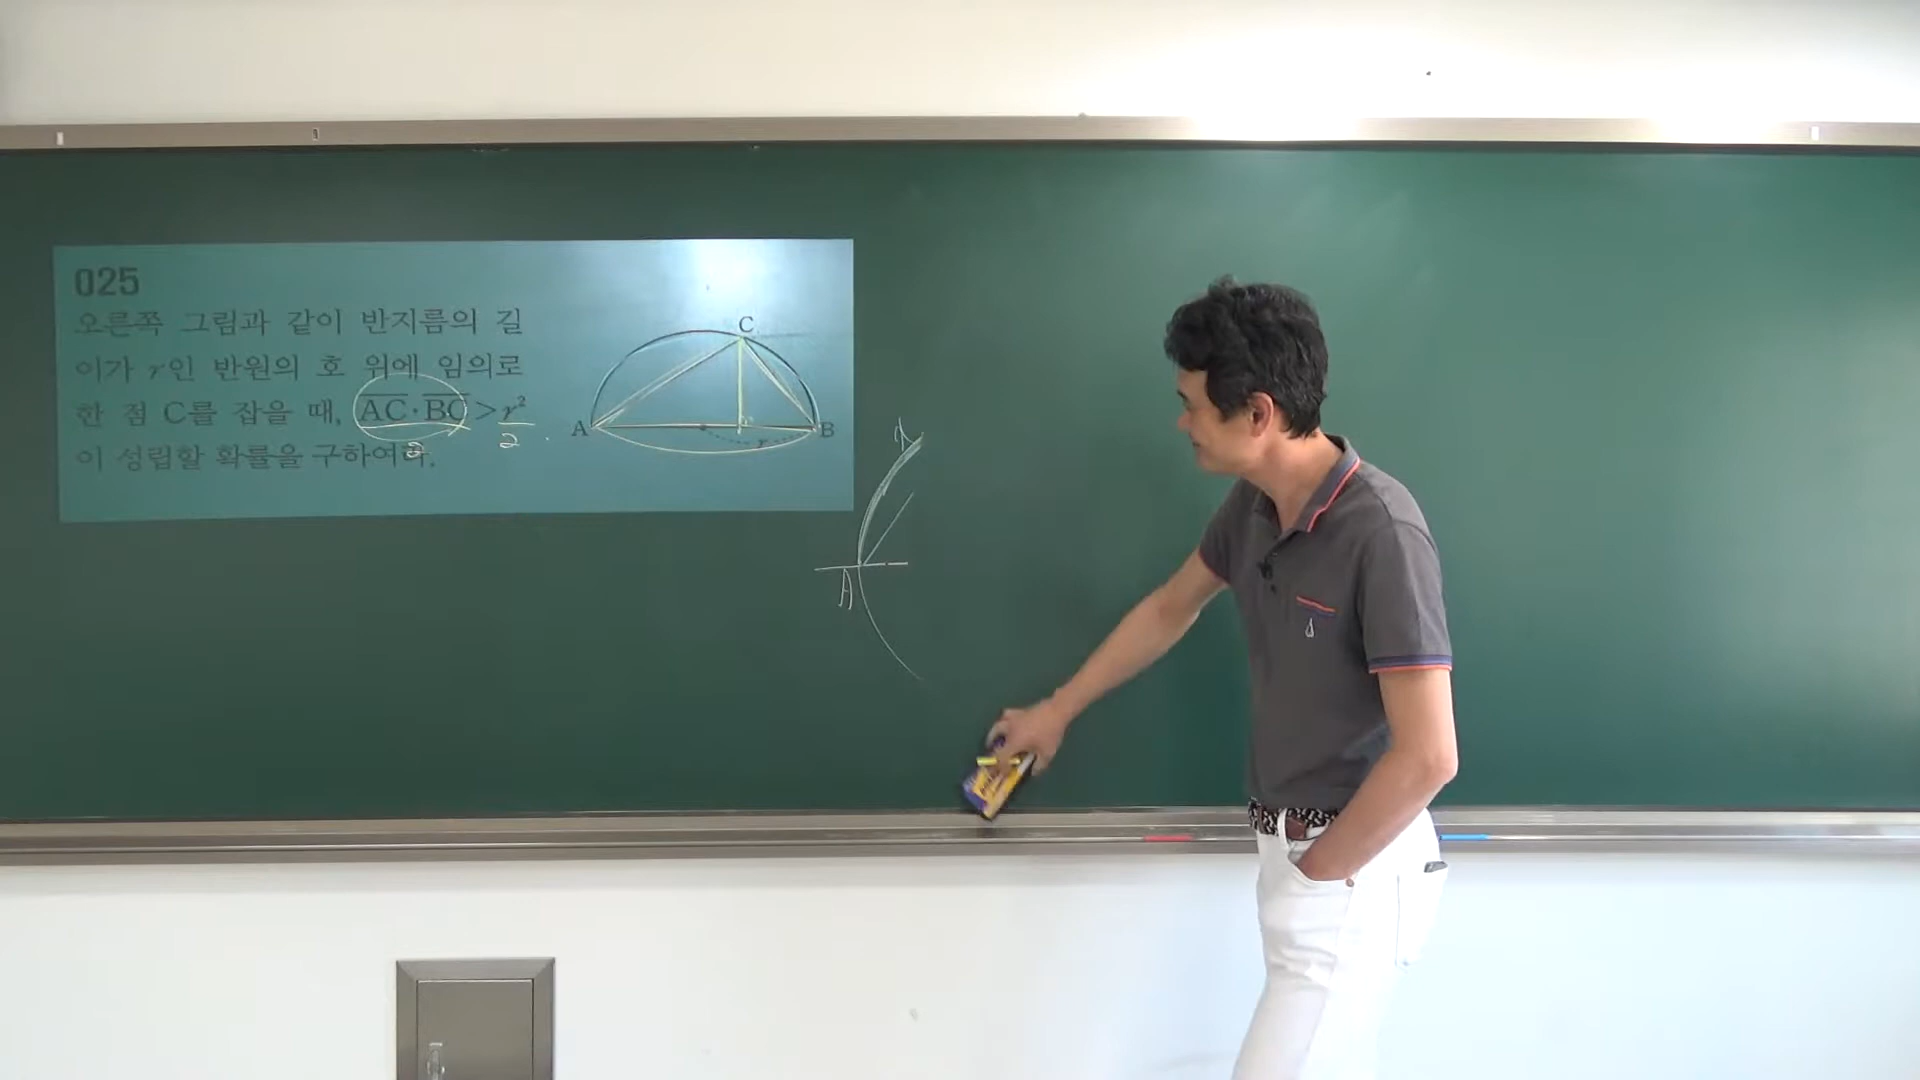 025
오른쪽 그림과 같이 반지름의 길
이가 r인 반원의 호 위에 임의로
한 점 C를 잡을 때, AC·BC>r²
2 2
이 성립할 확률을 구하여라.
C
A B
r
A